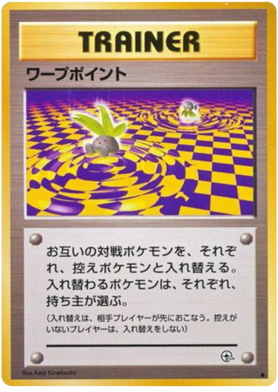 TRAINER
ワープポイント
お互いの対戦ポケモンを、それぞ
れ、控えポケモンと入れ替える。
入れ替わるポケモンは、それぞれ、
持ち主が選ぶ。
(入れ替えは、相手プレイヤーが先におこなう。控え
がいないプレイヤーは、入れ替えをしない)
Illus. Keiji Kinebuchi